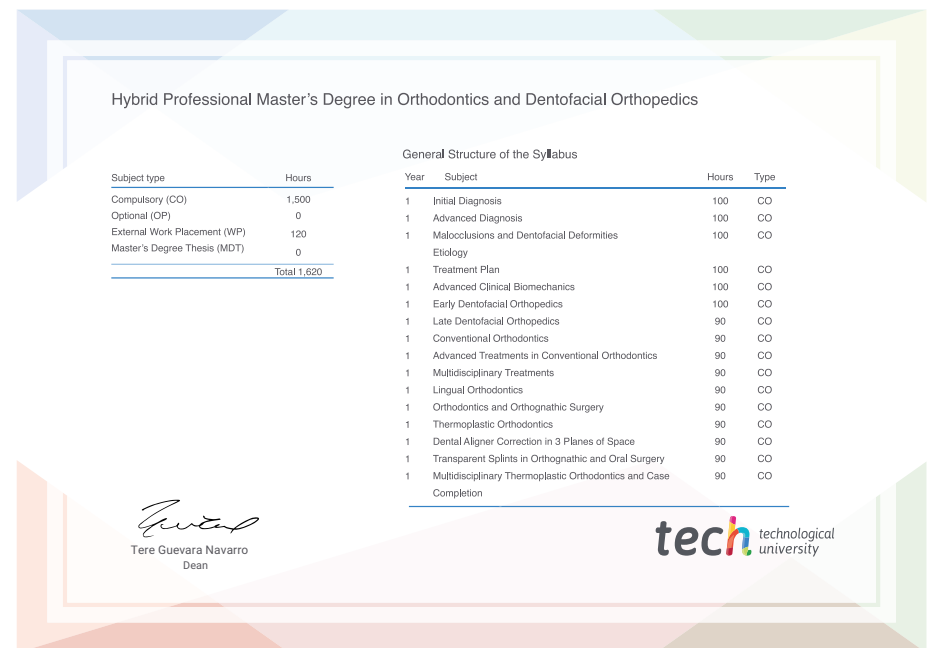 Hybrid Professional Master's Degree in Orthodontics and Dentofacial Orthopedics
Subject type Hours
Compulsory (CO) 1,500
Optional (OP) 0
External Work Placement (WP) 120
Master's Degree Thesis (MDT) 0
Total 1,620
General Structure of the Syllabus
Year Subject Hours Type
1 Initial Diagnosis 100 CO
1 Advanced Diagnosis 100 CO
1 Malocclusions and Dentofacial Deformities 100 CO
Etiology
1 Treatment Plan 100 CO
1 Advanced Clinical Biomechanics 100 CO
1 Early Dentofacial Orthopedics 100 CO
1 Late Dentofacial Orthopedics 90 CO
1 Conventional Orthodontics 90 CO
1 Advanced Treatments in Conventional Orthodontics 90 CO
1 Multidisciplinary Treatments 90 CO
1 Lingual Orthodontics 90 CO
1 Orthodontics and Orthognathic Surgery 90 CO
1 Thermoplastic Orthodontics 90 CO
1 Dental Aligner Correction in 3 Planes of Space 90 CO
1 Transparent Splints in Orthognathic and Oral Surgery 90 CO
1 Multidisciplinary Thermoplastic Orthodontics and Case 90 CO
Completion
Tere Guevara Navarro
Dean
tech technological
university